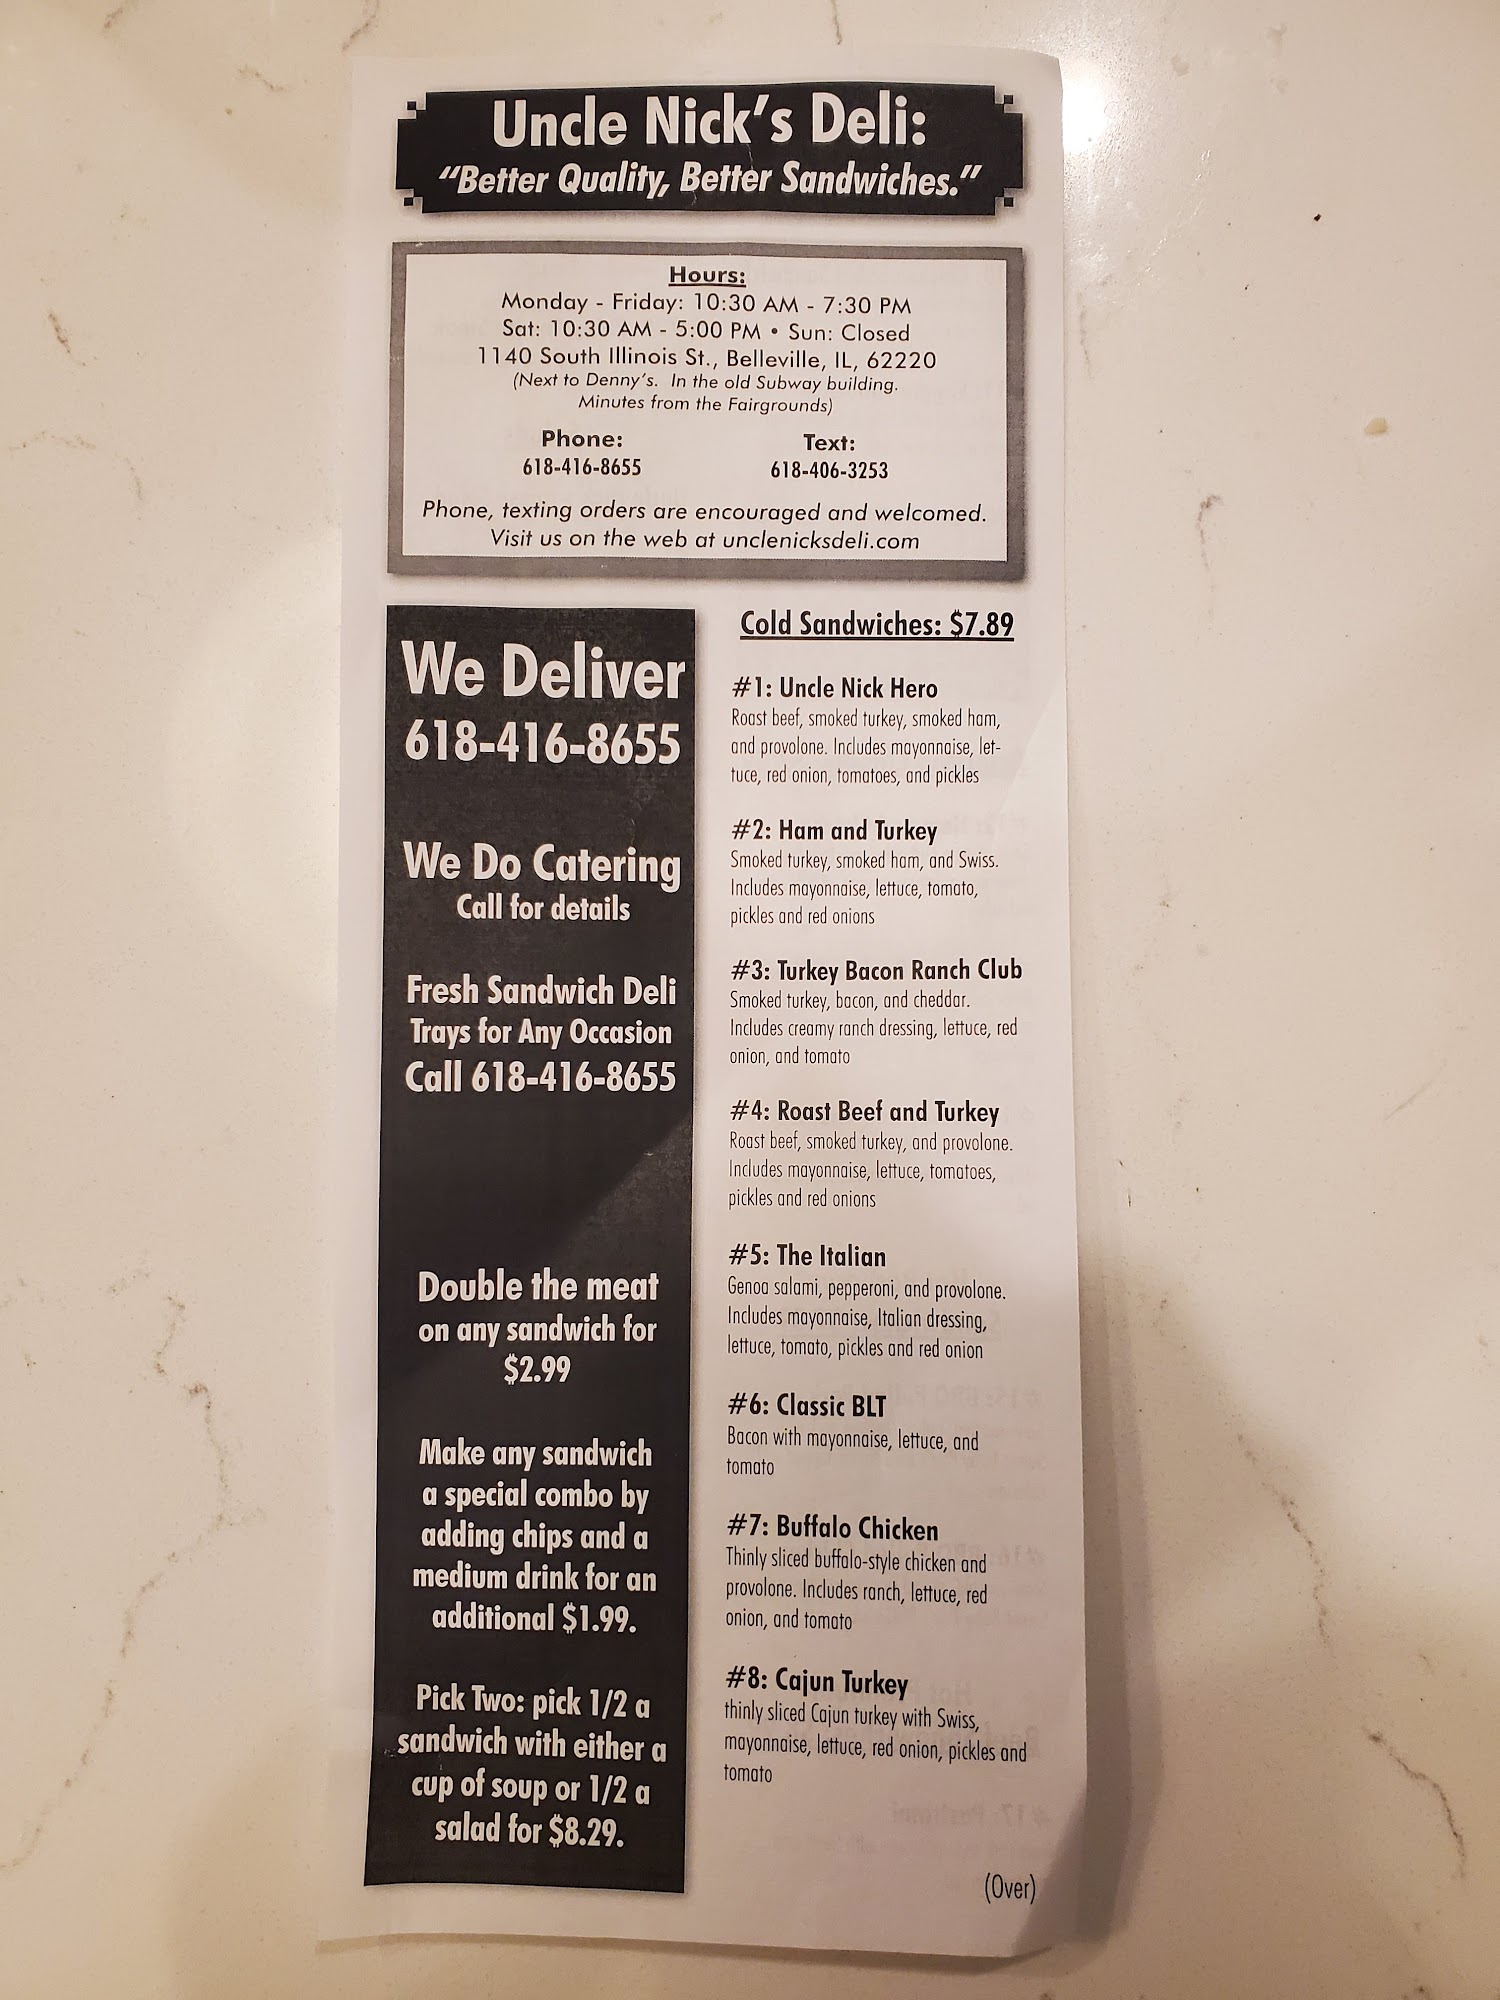 Uncle Nick's Deli:
"Better Quality, Better Sandwiches."
Hours:
Monday - Friday: 10:30 AM - 7:30 PM
Sat: 10:30 AM - 5:00 PM • Sun: Closed
1140 South Illinois St., Belleville, IL, 62220
(Next to Denny's. In the old Subway building.
Minutes from the Fairgrounds)
Phone:
618-416-8655
Text:
618-406-3253
Phone, texting orders are encouraged and welcomed.
Visit us on the web at unclenicksdeli.com
We Deliver
618-416-8655
We Do Catering
Call for details
Fresh Sandwich Deli
Trays for Any Occasion
Call 618-416-8655
Double the meat
on any sandwich for
$2.99
Make any sandwich
a special combo by
adding chips and a
medium drink for an
additional $1.99.
Pick Two: pick 1/2 a
sandwich with either a
cup of soup or 1/2 a
salad for $8.29.
Cold Sandwiches: $7.89
#1: Uncle Nick Hero
Roast beef, smoked turkey, smoked ham,
and provolone. Includes mayonnaise, let-
tuce, red onion, tomatoes, and pickles
#2: Ham and Turkey
Smoked turkey, smoked ham, and Swiss.
Includes mayonnaise, lettuce, tomato,
pickles and red onions
#3: Turkey Bacon Ranch Club
Smoked turkey, bacon, and cheddar.
Includes creamy ranch dressing, lettuce, red
onion, and tomato
#4: Roast Beef and Turkey
Roast beef, smoked turkey, and provolone.
Includes mayonnaise, lettuce, tomatoes,
pickles and red onions
#5: The Italian
Genoa salami, pepperoni, and provolone.
Includes mayonnaise, Italian dressing,
lettuce, tomato, pickles and red onion
#6: Classic BLT
Bacon with mayonnaise, lettuce, and
tomato
#7: Buffalo Chicken
Thinly sliced buffalo-style chicken and
provolone. Includes ranch, lettuce, red
onion, and tomato
#8: Cajun Turkey
thinly sliced Cajun turkey with Swiss,
mayonnaise, lettuce, red onion, pickles and
tomato
(Over)